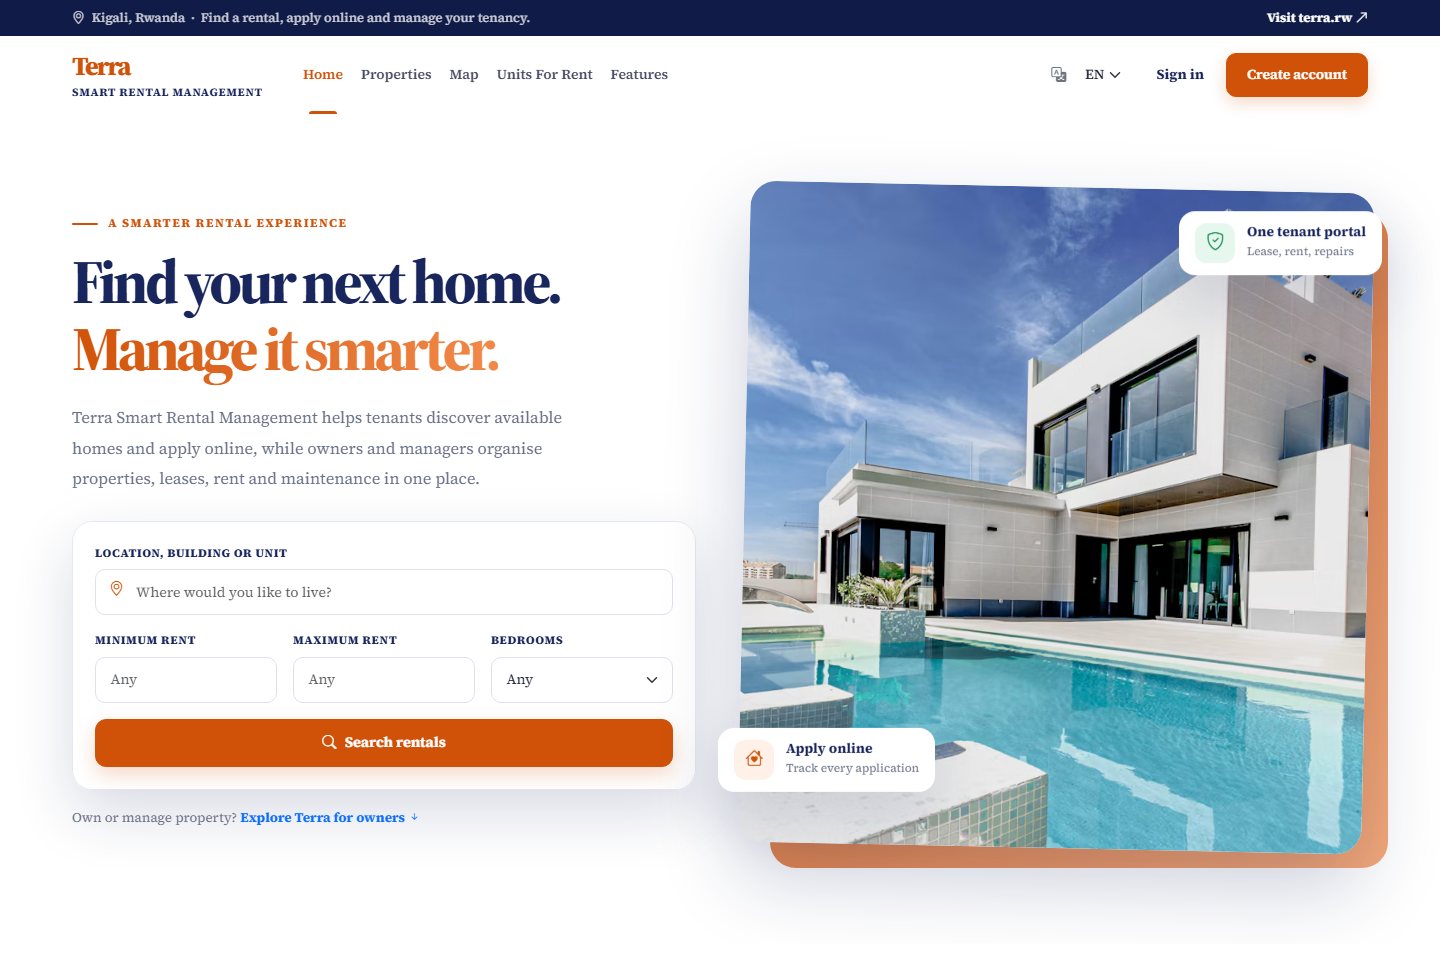 Kigali, Rwanda · Find a rental, apply online and manage your tenancy.
Visit terra.rw
Terra
SMART RENTAL MANAGEMENT
Home
Properties
Map
Units For Rent
Features
EN
Sign in
Create account
A SMARTER RENTAL EXPERIENCE
Find your next home.
Manage it smarter.
Terra Smart Rental Management helps tenants discover available
homes and apply online, while owners and managers organise
properties, leases, rent and maintenance in one place.
LOCATION, BUILDING OR UNIT
Where would you like to live?
MINIMUM RENT
MAXIMUM RENT
BEDROOMS
Any
Any
Any
Search rentals
Own or manage property? Explore Terra for owners
One tenant portal
Lease, rent, repairs
Apply online
Track every application